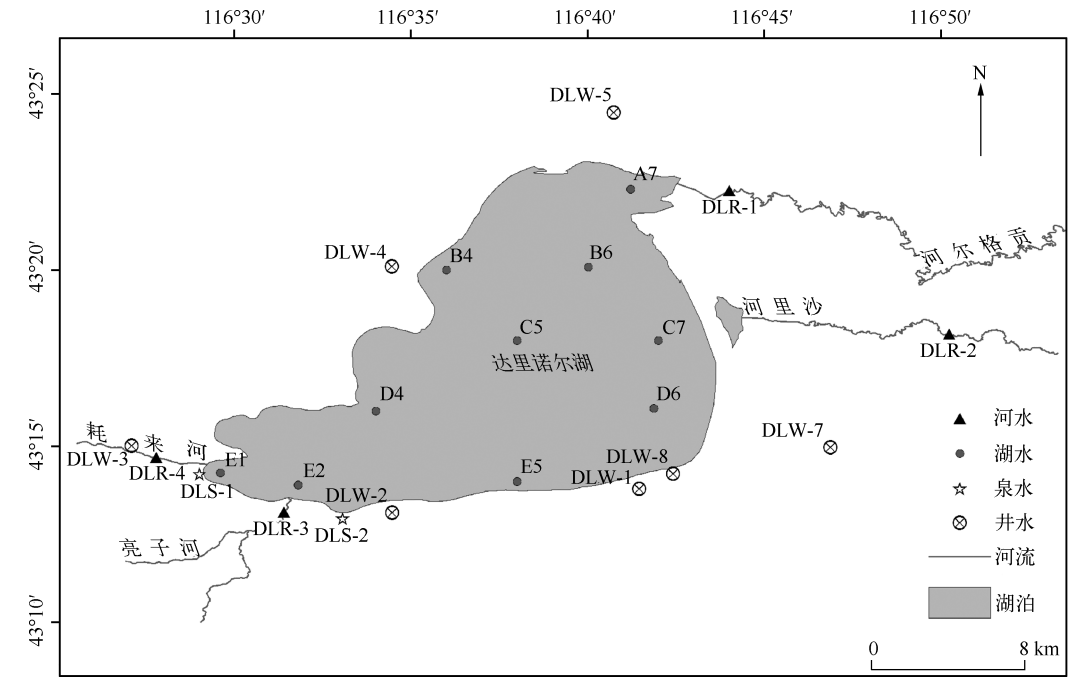 116°30′
116°35′
116°40′
116°45′
116°50′
43°25′
43°20′
43°15′
43°10′
N
DLW-5
A7
DLR-1
河尔格贡
DLW-4
B4
B6
河里沙
C5
C7
DLR-2
达里诺尔湖
D4
D6
耗来河
DLW-3
DLR-4
E1
DLS-1
E2
DLW-2
E5
DLW-1
DLW-8
DLW-7
DLR-3
DLS-2
亮子河
河水
湖水
泉水
井水
河流
湖泊
0
8 km